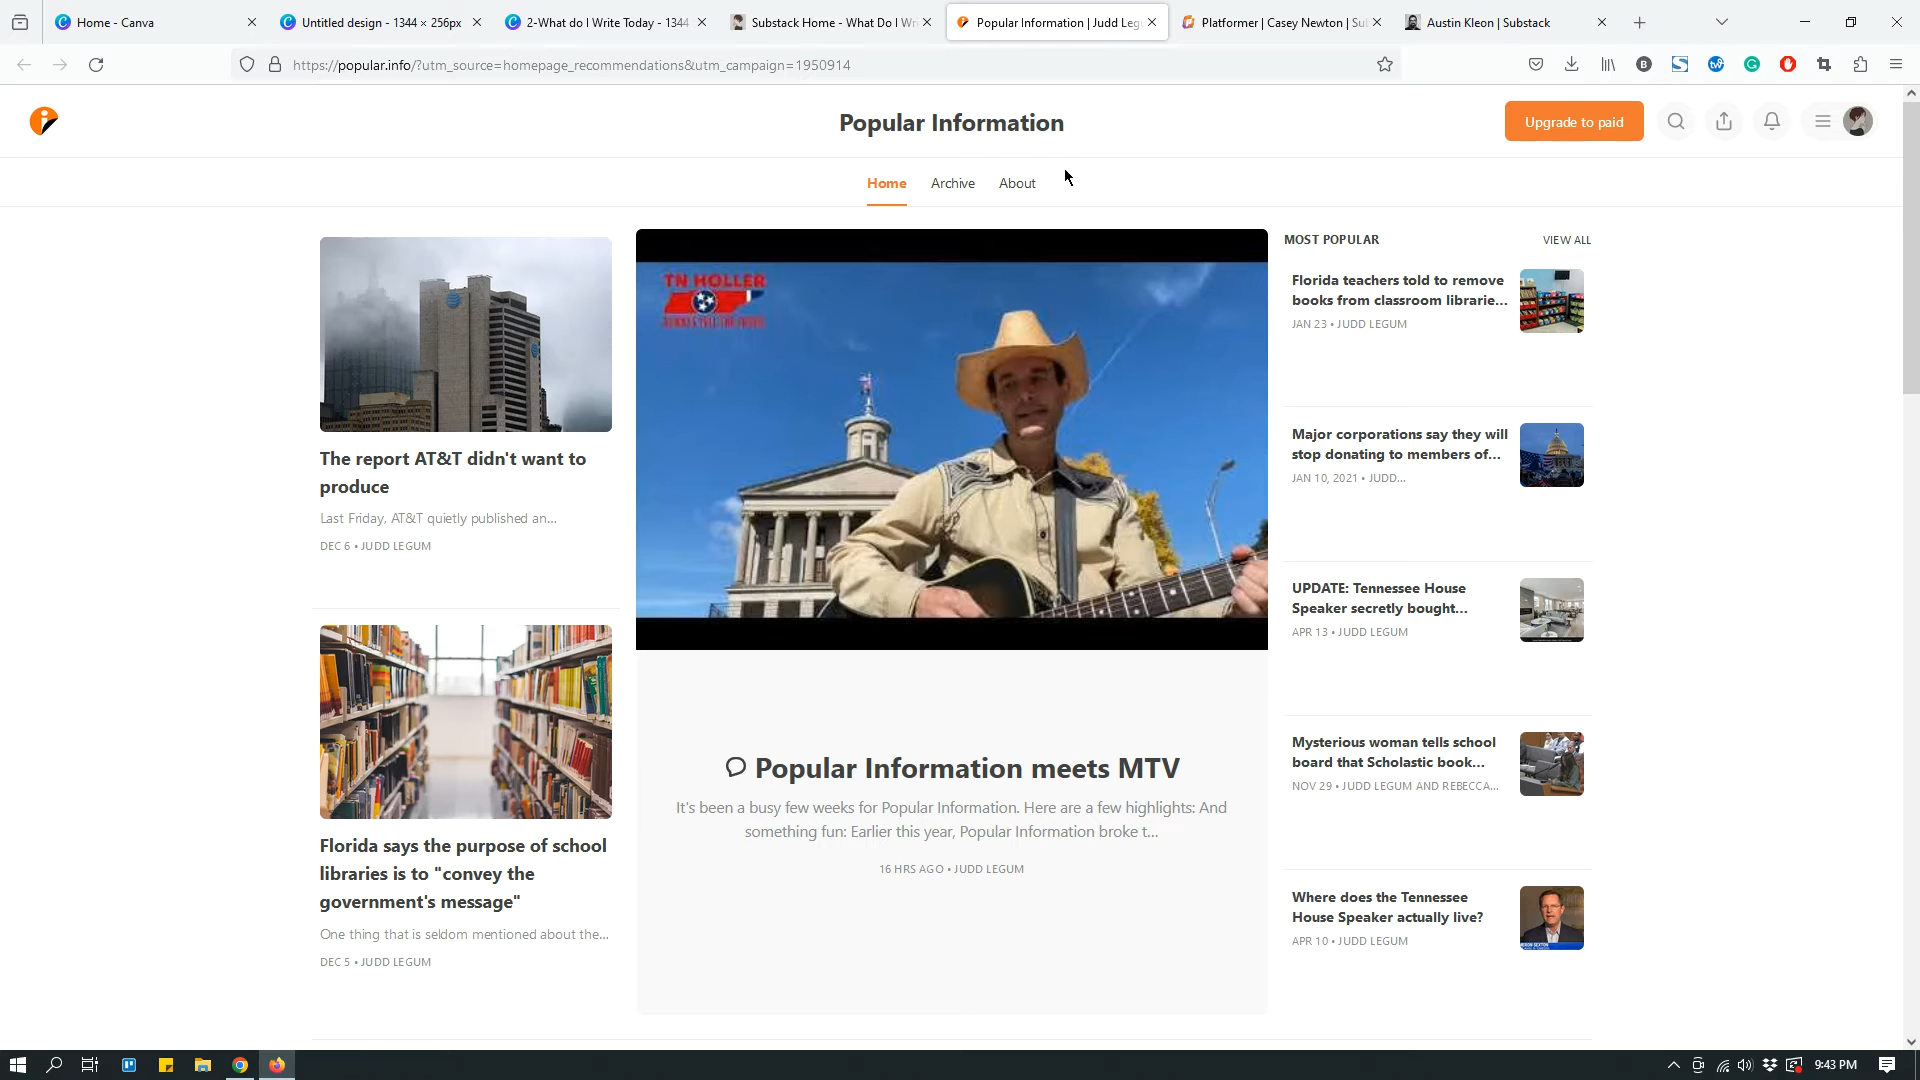 Home - Canva
Untitled design - 1344 × 256px
2-What do I Write Today - 1344
Substack Home - What Do I Wr
Popular Information | Judd Leg
Platformer | Casey Newton | Su
Austin Kleon | Substack
https://popular.info/?utm_source=homepage_recommendations&utm_campaign=1950914
Popular Information
Upgrade to paid
Home
Archive
About
The report AT&T didn't want to
produce
Last Friday, AT&T quietly published an...
DEC 6 • JUDD LEGUM
Florida says the purpose of school
libraries is to "convey the
government's message"
One thing that is seldom mentioned about the...
DEC 5 • JUDD LEGUM
TN HOLLER
ALWAYS TELL THE TRUTH
Popular Information meets MTV
It's been a busy few weeks for Popular Information. Here are a few highlights: And
something fun: Earlier this year, Popular Information broke t...
16 HRS AGO • JUDD LEGUM
MOST POPULAR
VIEW ALL
Florida teachers told to remove
books from classroom librarie...
JAN 23 • JUDD LEGUM
Major corporations say they will
stop donating to members of...
JAN 10, 2021 • JUDD...
UPDATE: Tennessee House
Speaker secretly bought...
APR 13 • JUDD LEGUM
Mysterious woman tells school
board that Scholastic book...
NOV 29 • JUDD LEGUM AND REBECCA...
Where does the Tennessee
House Speaker actually live?
APR 10 • JUDD LEGUM
9:43 PM